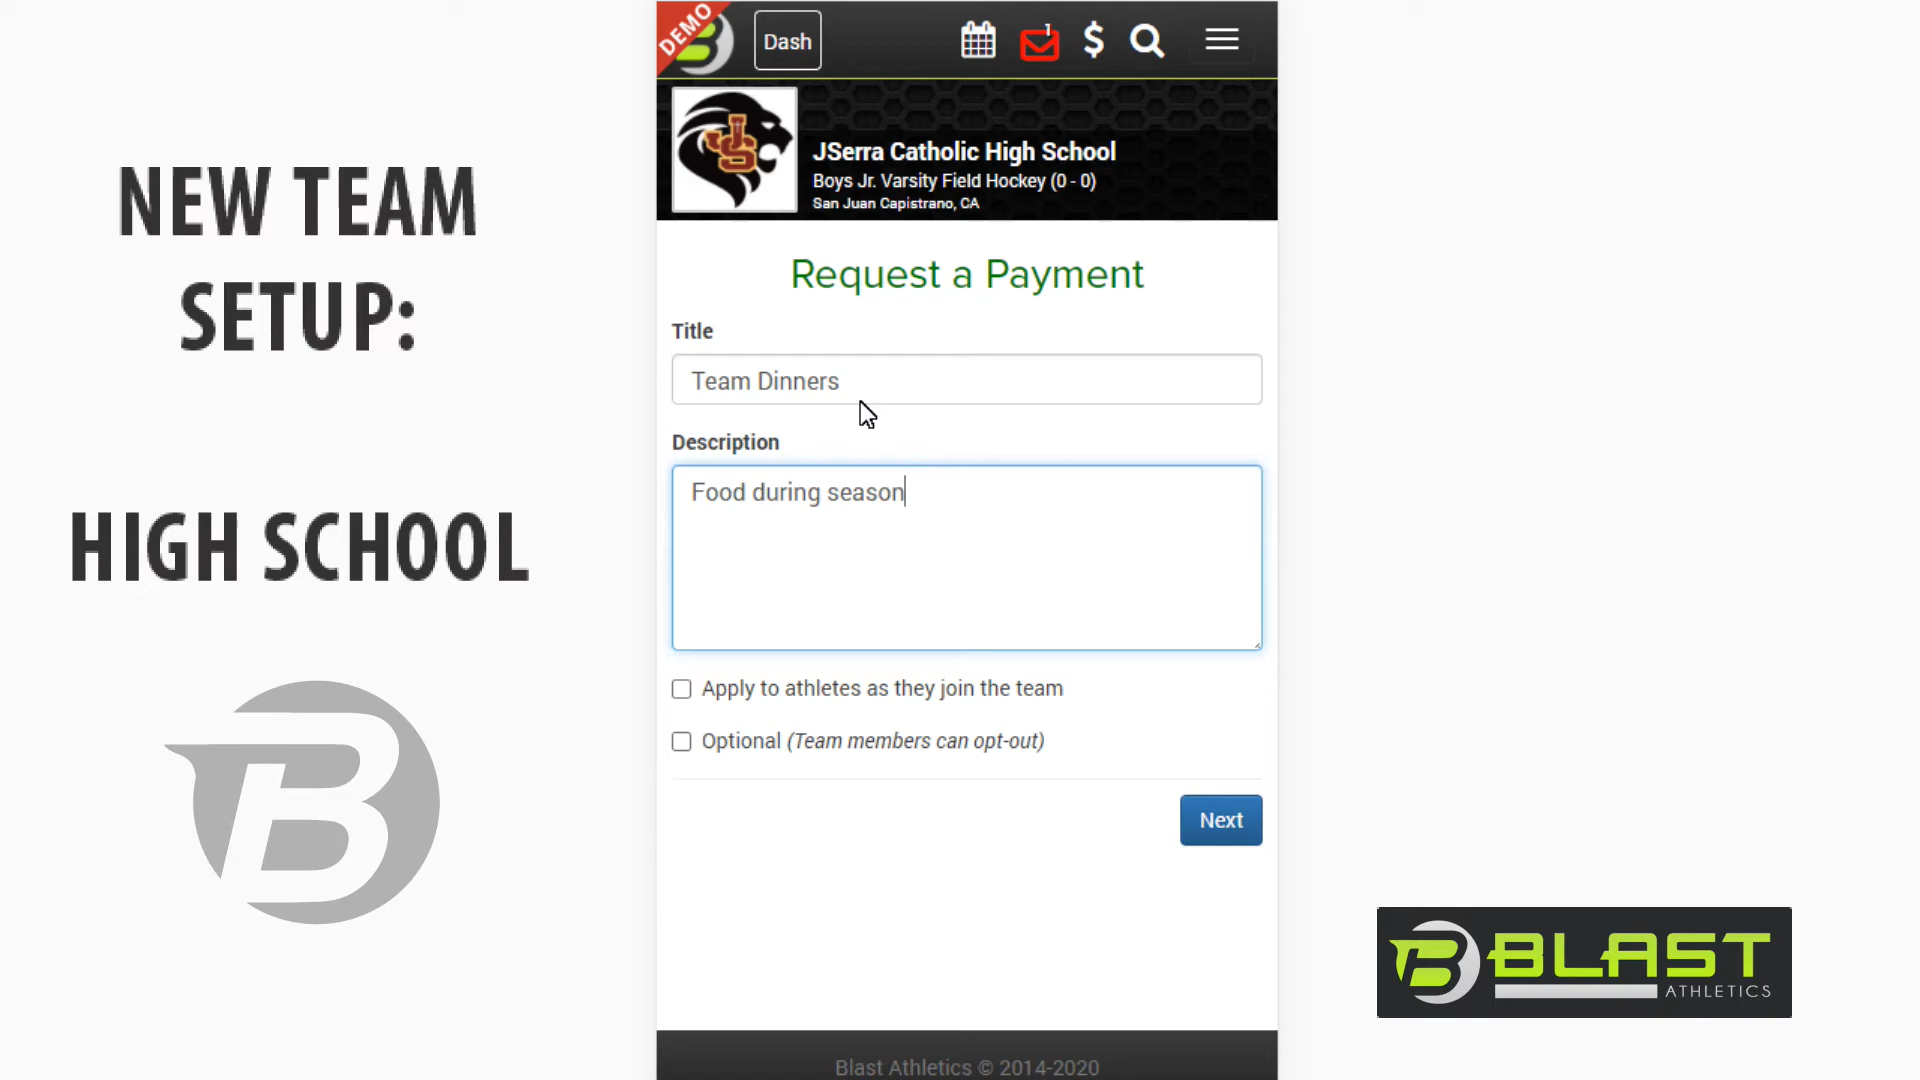 NEW TEAM
SETUP:
HIGH SCHOOL
B
DEMO
Dash
1
JS
JSerra Catholic High School
Boys Jr. Varsity Field Hockey (0 - 0)
San Juan Capistrano, CA
Request a Payment
Title
Team Dinners
Description
Food during season
Apply to athletes as they join the team
Optional (Team members can opt-out)
Next
Blast Athletics © 2014-2020
B BLAST
ATHLETICS